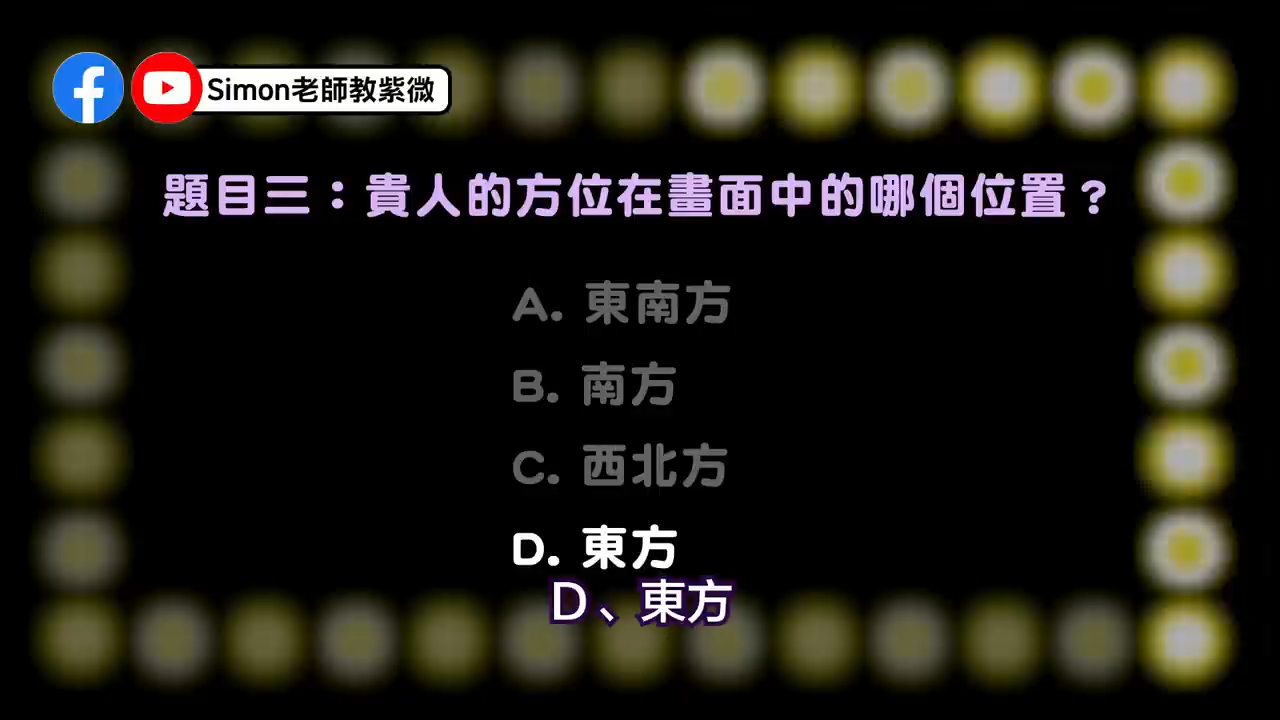 Simon老師教紫微
題目三：貴人的方位在畫面中的哪個位置？
A. 東南方
B. 南方
C. 西北方
D. 東方
D、東方